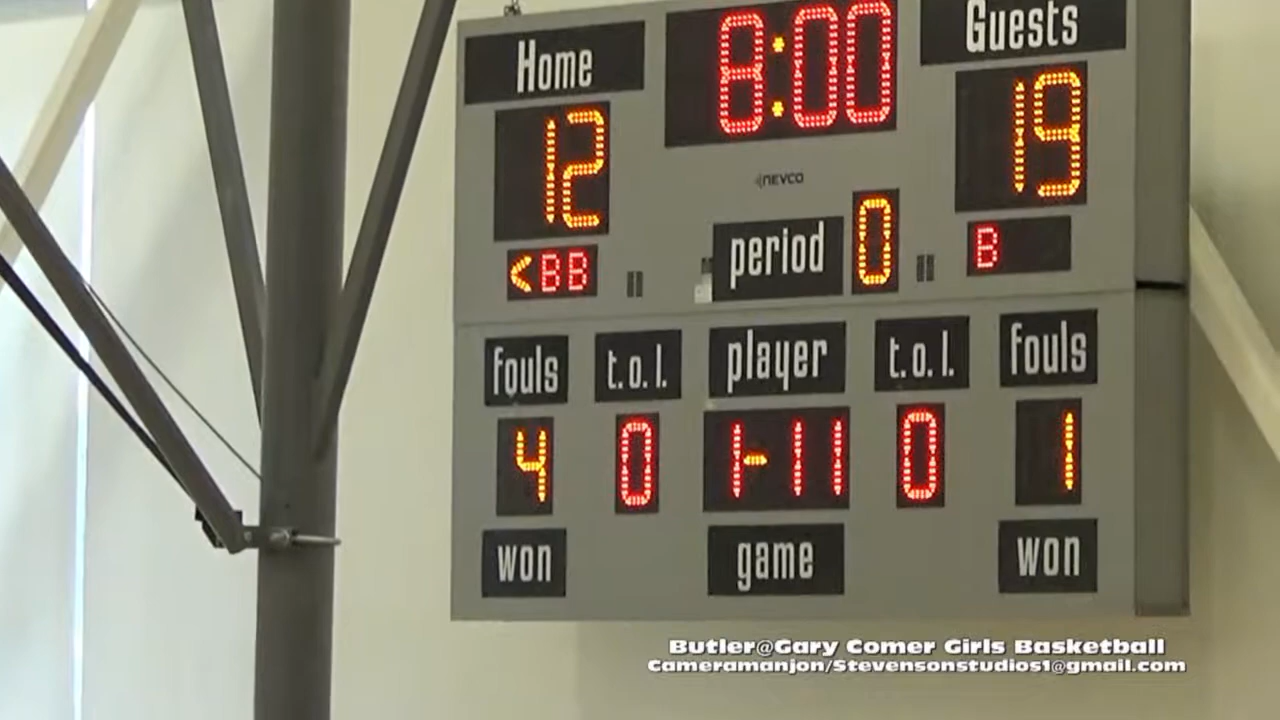 Home 8:00 Guests
12 19
NEVCO
period 0
<BB B
fouls t.o.l. player t.o.l. fouls
4 0 1-11 0 1
won game won
Butler@Gary Comer Girls Basketball
Cameramanjon/Stevensonstudios1@gmail.com